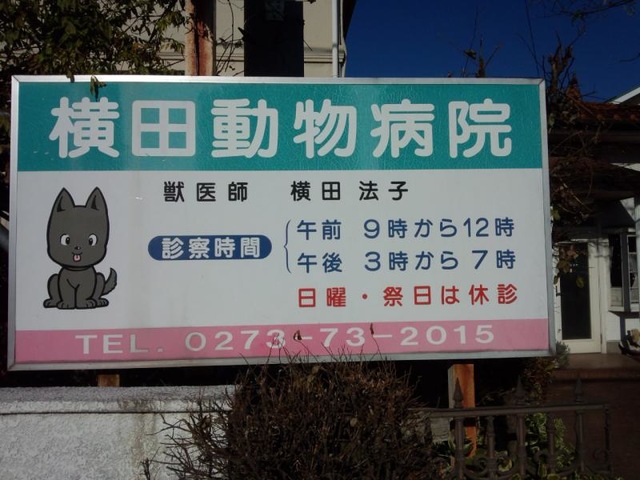 横田動物病院
獣医師 横田 法子
診察時間
午前 9時から12時
午後 3時から7時
日曜・祭日は休診
TEL. 0273-73-2015